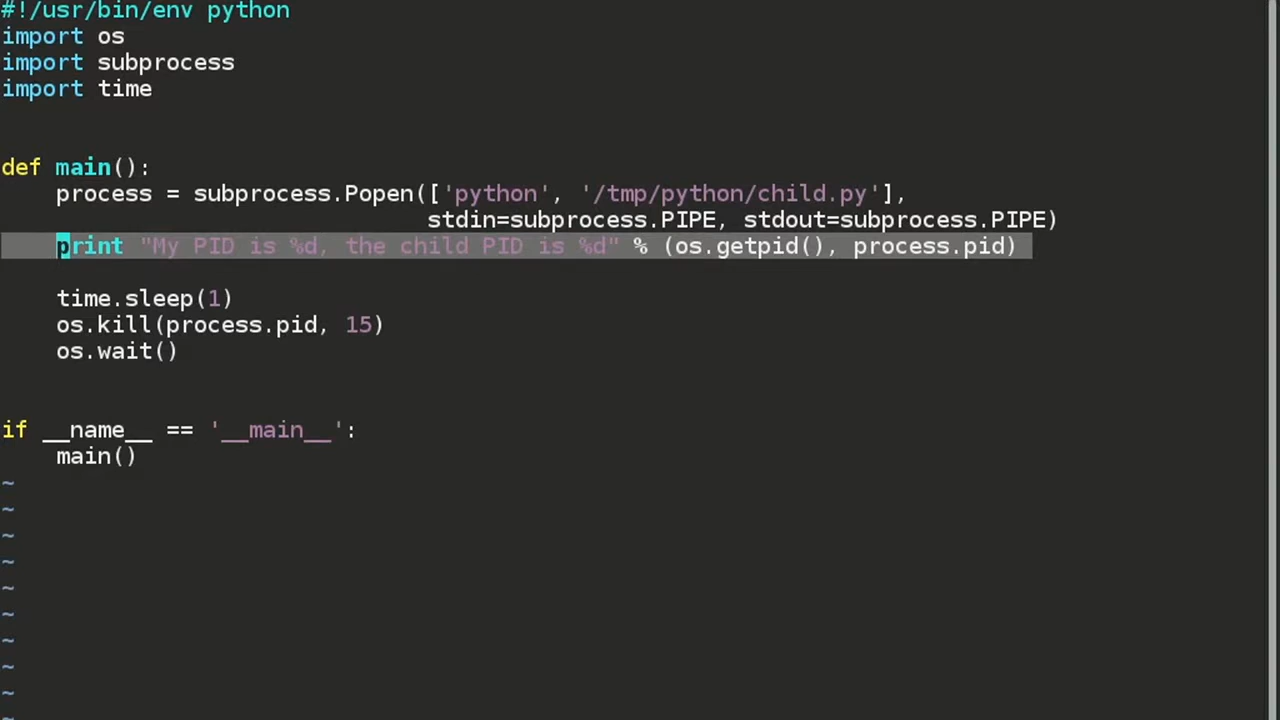 #!/usr/bin/env python
import os
import subprocess
import time
def main():
    process = subprocess.Popen(['python', '/tmp/python/child.py'],
                               stdin=subprocess.PIPE, stdout=subprocess.PIPE)
    print "My PID is %d, the child PID is %d" % (os.getpid(), process.pid)
    time.sleep(1)
    os.kill(process.pid, 15)
    os.wait()
if __name__ == '__main__':
    main()
~
~
~
~
~
~
~
~
~
~